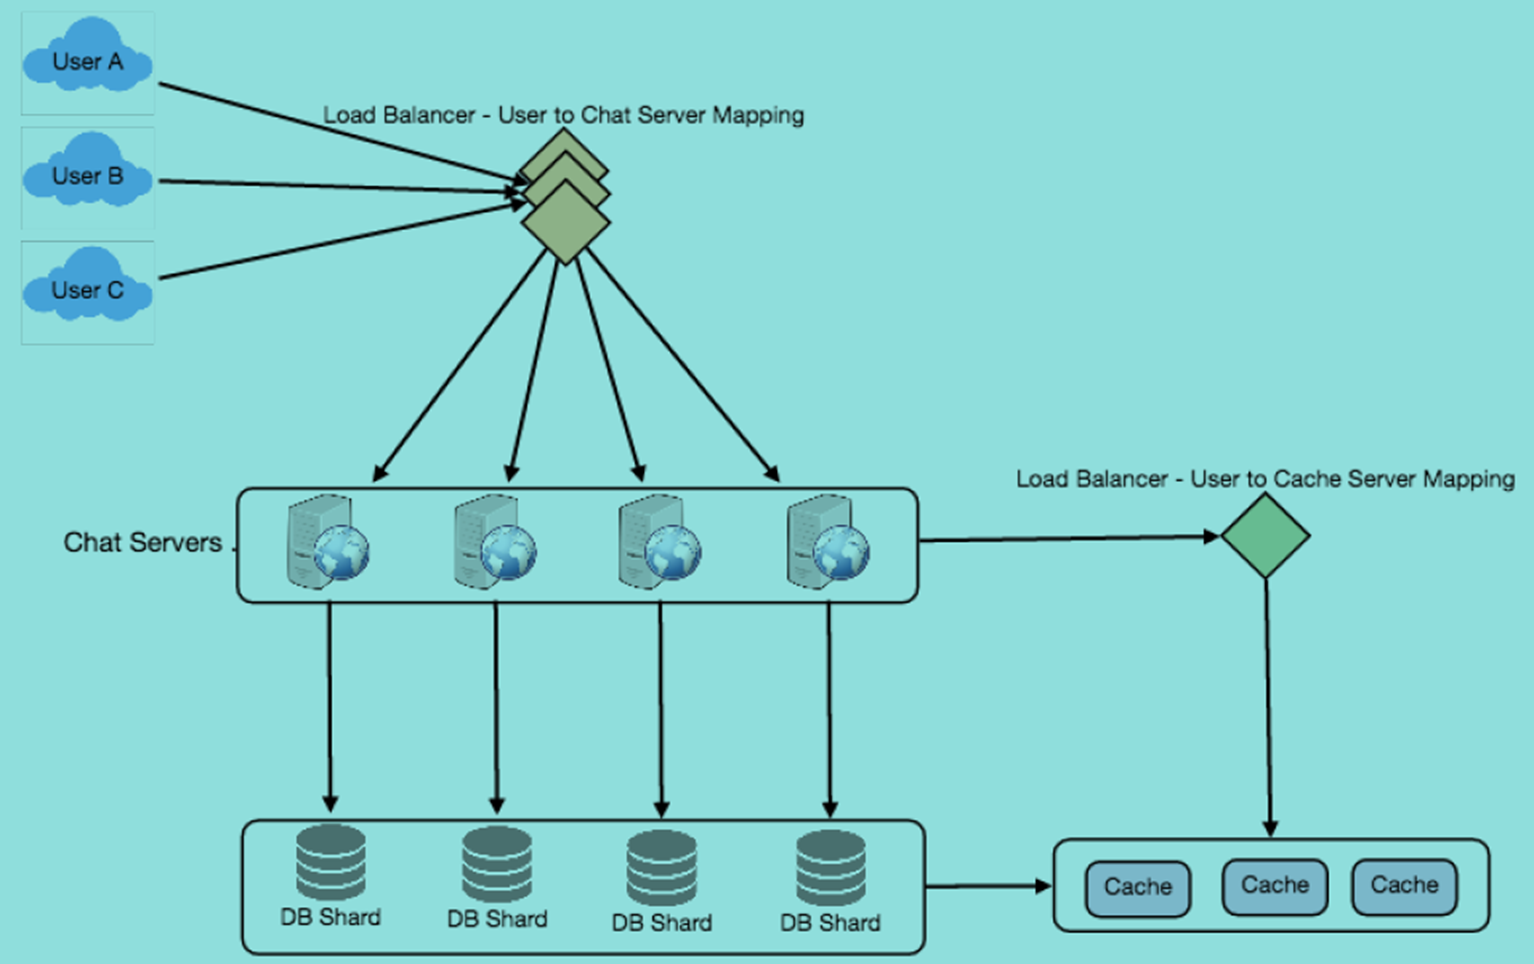 User A
Load Balancer - User to Chat Server Mapping
User B
User C
Load Balancer - User to Cache Server Mapping
Chat Servers
DB Shard
DB Shard
DB Shard
DB Shard
Cache
Cache
Cache